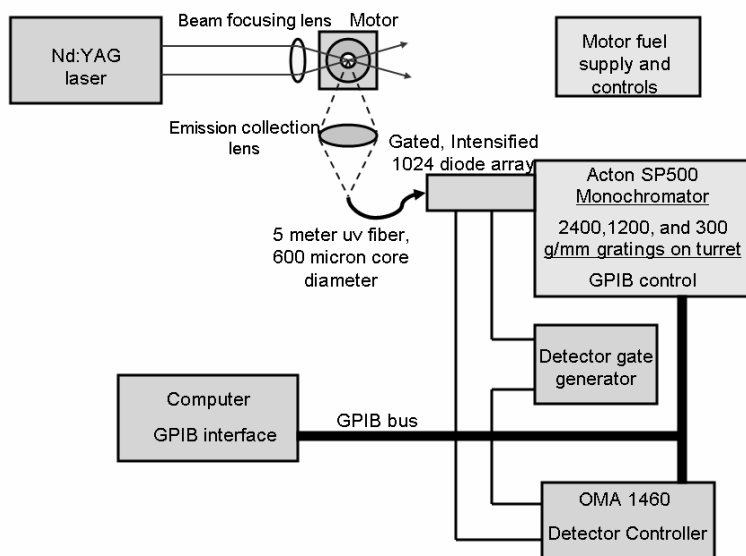 Nd:YAG
laser
Beam focusing lens
Motor
Motor fuel
supply and
controls
Emission collection
lens
Gated, Intensified
1024 diode array
Acton SP500
Monochromator
2400,1200, and 300
g/mm gratings on turret
GPIB control
5 meter uv fiber,
600 micron core
diameter
Detector gate
generator
Computer
GPIB interface
GPIB bus
OMA 1460
Detector Controller